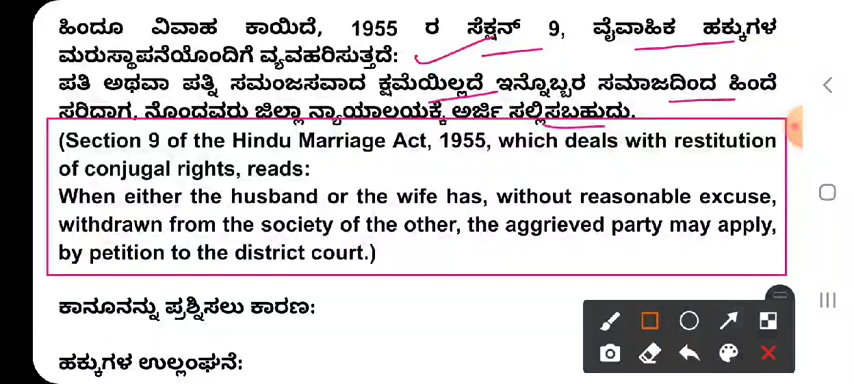 ಹಿಂದೂ ವಿವಾಹ ಕಾಯಿದೆ, 1955 ರ ಸೆಕ್ಷನ್ 9, ವೈವಾಹಿಕ ಹಕ್ಕುಗಳ
ಮರುಸ್ಥಾಪನೆಯೊಂದಿಗೆ ವ್ಯವಹರಿಸುತ್ತದೆ:
ಪತಿ ಅಥವಾ ಪತ್ನಿ ಸಮಂಜಸವಾದ ಕ್ಷಮೆಯಿಲ್ಲದೆ ಇನ್ನೊಬ್ಬರ ಸಮಾಜದಿಂದ ಹಿಂದೆ
ಸರಿದಾಗ, ನೊಂದವರು ಜಿಲ್ಲಾ ನ್ಯಾಯಾಲಯಕ್ಕೆ ಅರ್ಜಿ ಸಲ್ಲಿಸಬಹುದು.
(Section 9 of the Hindu Marriage Act, 1955, which deals with restitution
of conjugal rights, reads:
When either the husband or the wife has, without reasonable excuse,
withdrawn from the society of the other, the aggrieved party may apply,
by petition to the district court.)
ಕಾನೂನನ್ನು ಪ್ರಶ್ನಿಸಲು ಕಾರಣ:
ಹಕ್ಕುಗಳ ಉಲ್ಲಂಘನೆ: